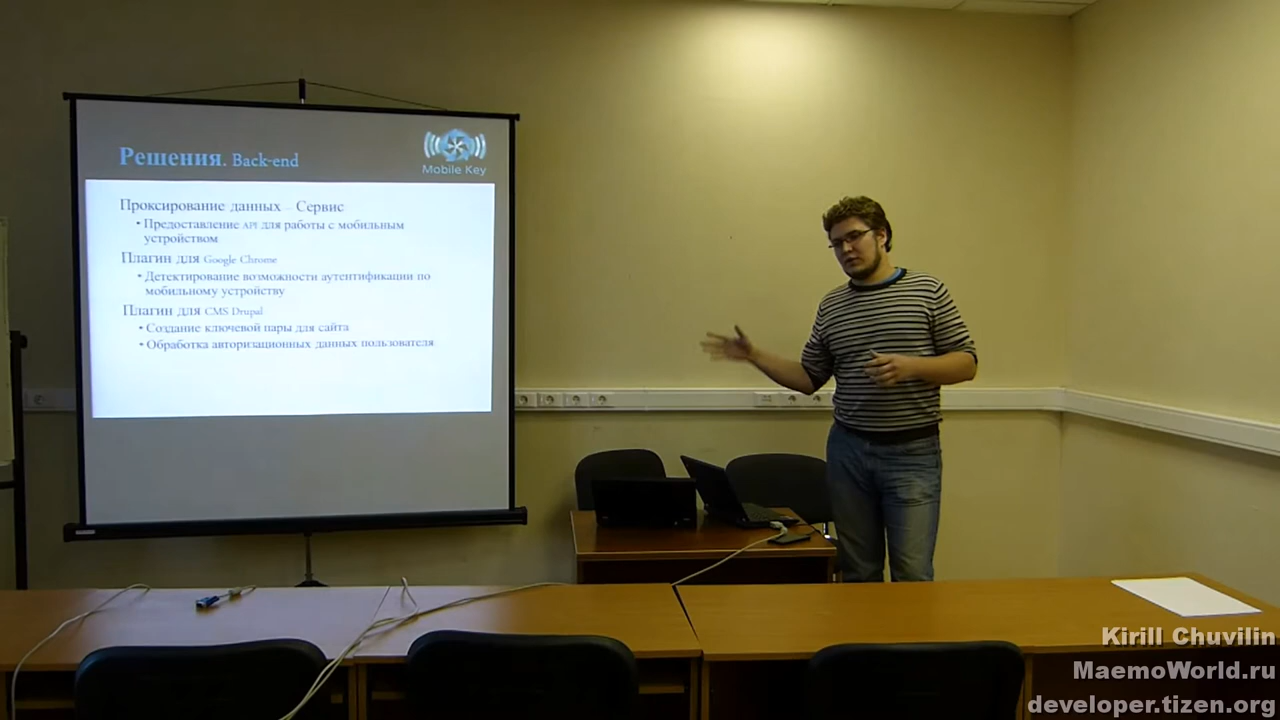 Решения. Back-end
Mobile Key
Проксирование данных – Сервис
• Предоставление API для работы с мобильным
устройством
Плагин для Google Chrome
• Детектирование возможности аутентификации по
мобильному устройству
Плагин для CMS Drupal
• Создание ключевой пары для сайта
• Обработка авторизационных данных пользователя
Kirill Chuvilin
MaemoWorld.ru
developer.tizen.org